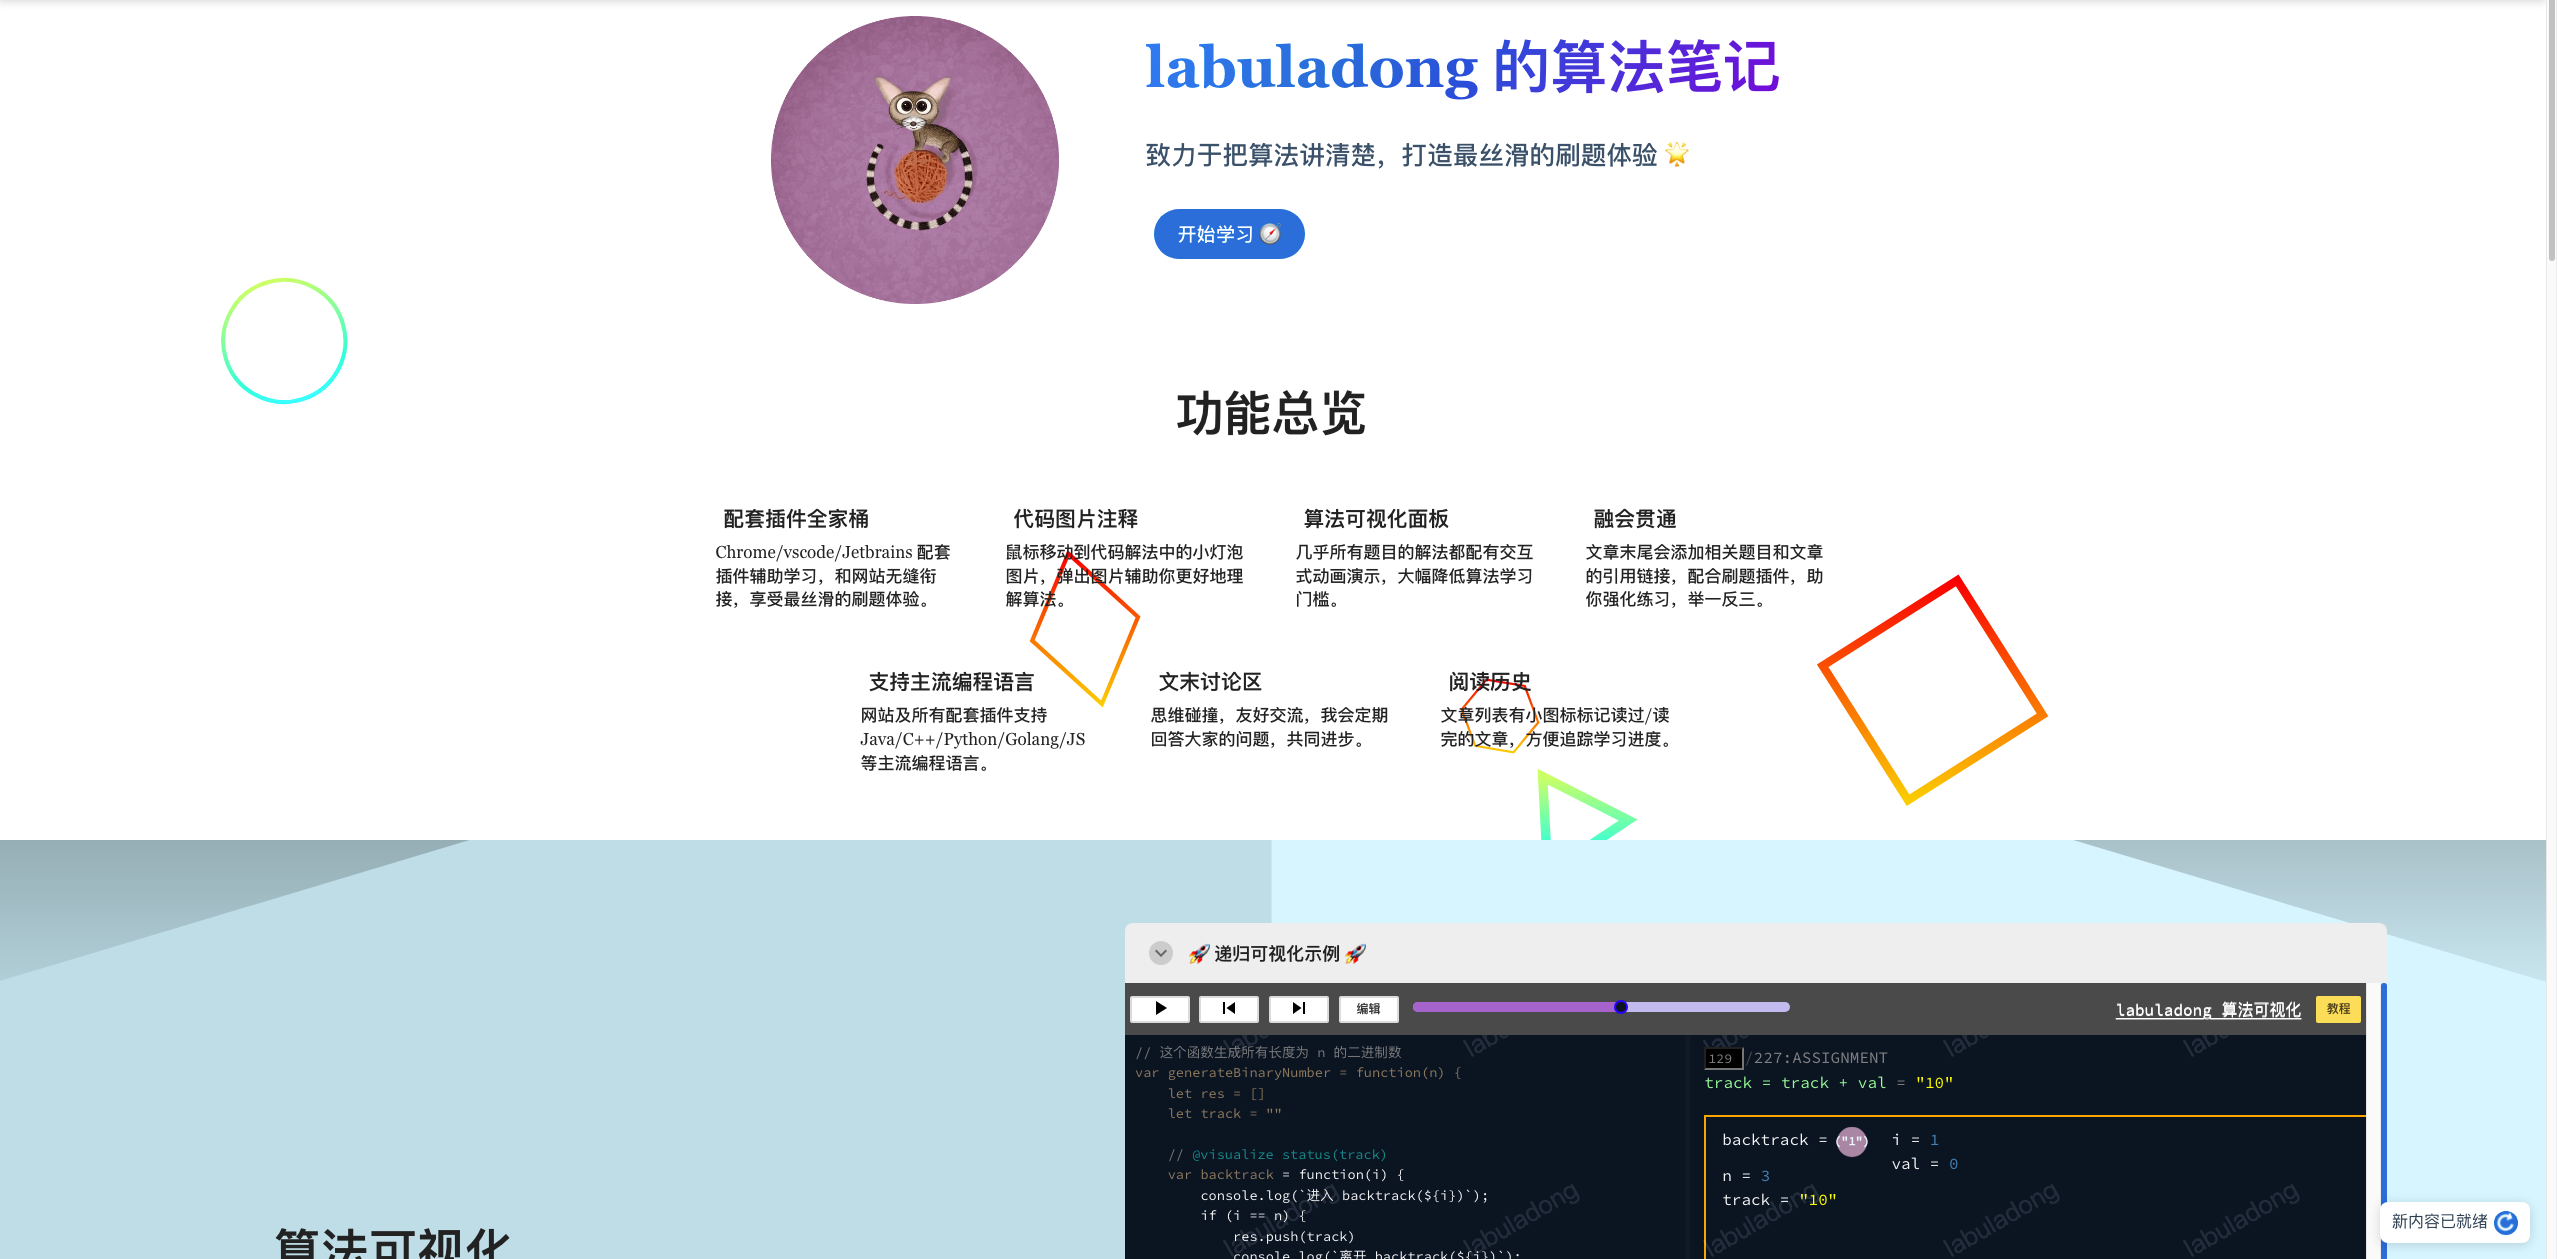 labuladong 的算法笔记
致力于把算法讲清楚，打造最丝滑的刷题体验 🌟
开始学习 🧭
功能总览
配套插件全家桶
Chrome/vscode/Jetbrains 配套
插件辅助学习，和网站无缝衔
接，享受最丝滑的刷题体验。
代码图片注释
鼠标移动到代码解法中的小灯泡
图片，弹出图片辅助你更好地理
解算法。
算法可视化面板
几乎所有题目的解法都配有交互
式动画演示，大幅降低算法学习
门槛。
融会贯通
文章末尾会添加相关题目和文章
的引用链接，配合刷题插件，助
你强化练习，举一反三。
支持主流编程语言
网站及所有配套插件支持
Java/C++/Python/Golang/JS
等主流编程语言。
文末讨论区
思维碰撞，友好交流，我会定期
回答大家的问题，共同进步。
阅读历史
文章列表有小图标标记读过/读
完的文章，方便追踪学习进度。
算法可视化
🚀 递归可视化示例 🚀
编辑
labuladong 算法可视化
教程
// 这个函数生成所有长度为 n 的二进制数
var generateBinaryNumber = function(n) {
let res = []
let track = ""
// @visualize status(track)
var backtrack = function(i) {
console.log(`进入 backtrack(${i})`);
if (i == n) {
res.push(track)
console.log(`离开 backtrack(${i})`);
129/227:ASSIGNMENT
track = track + val = "10"
backtrack = ("1") i = 1
val = 0
n = 3
track = "10"
labuladong
labuladong
labuladong
labuladong
labuladong
新内容已就绪